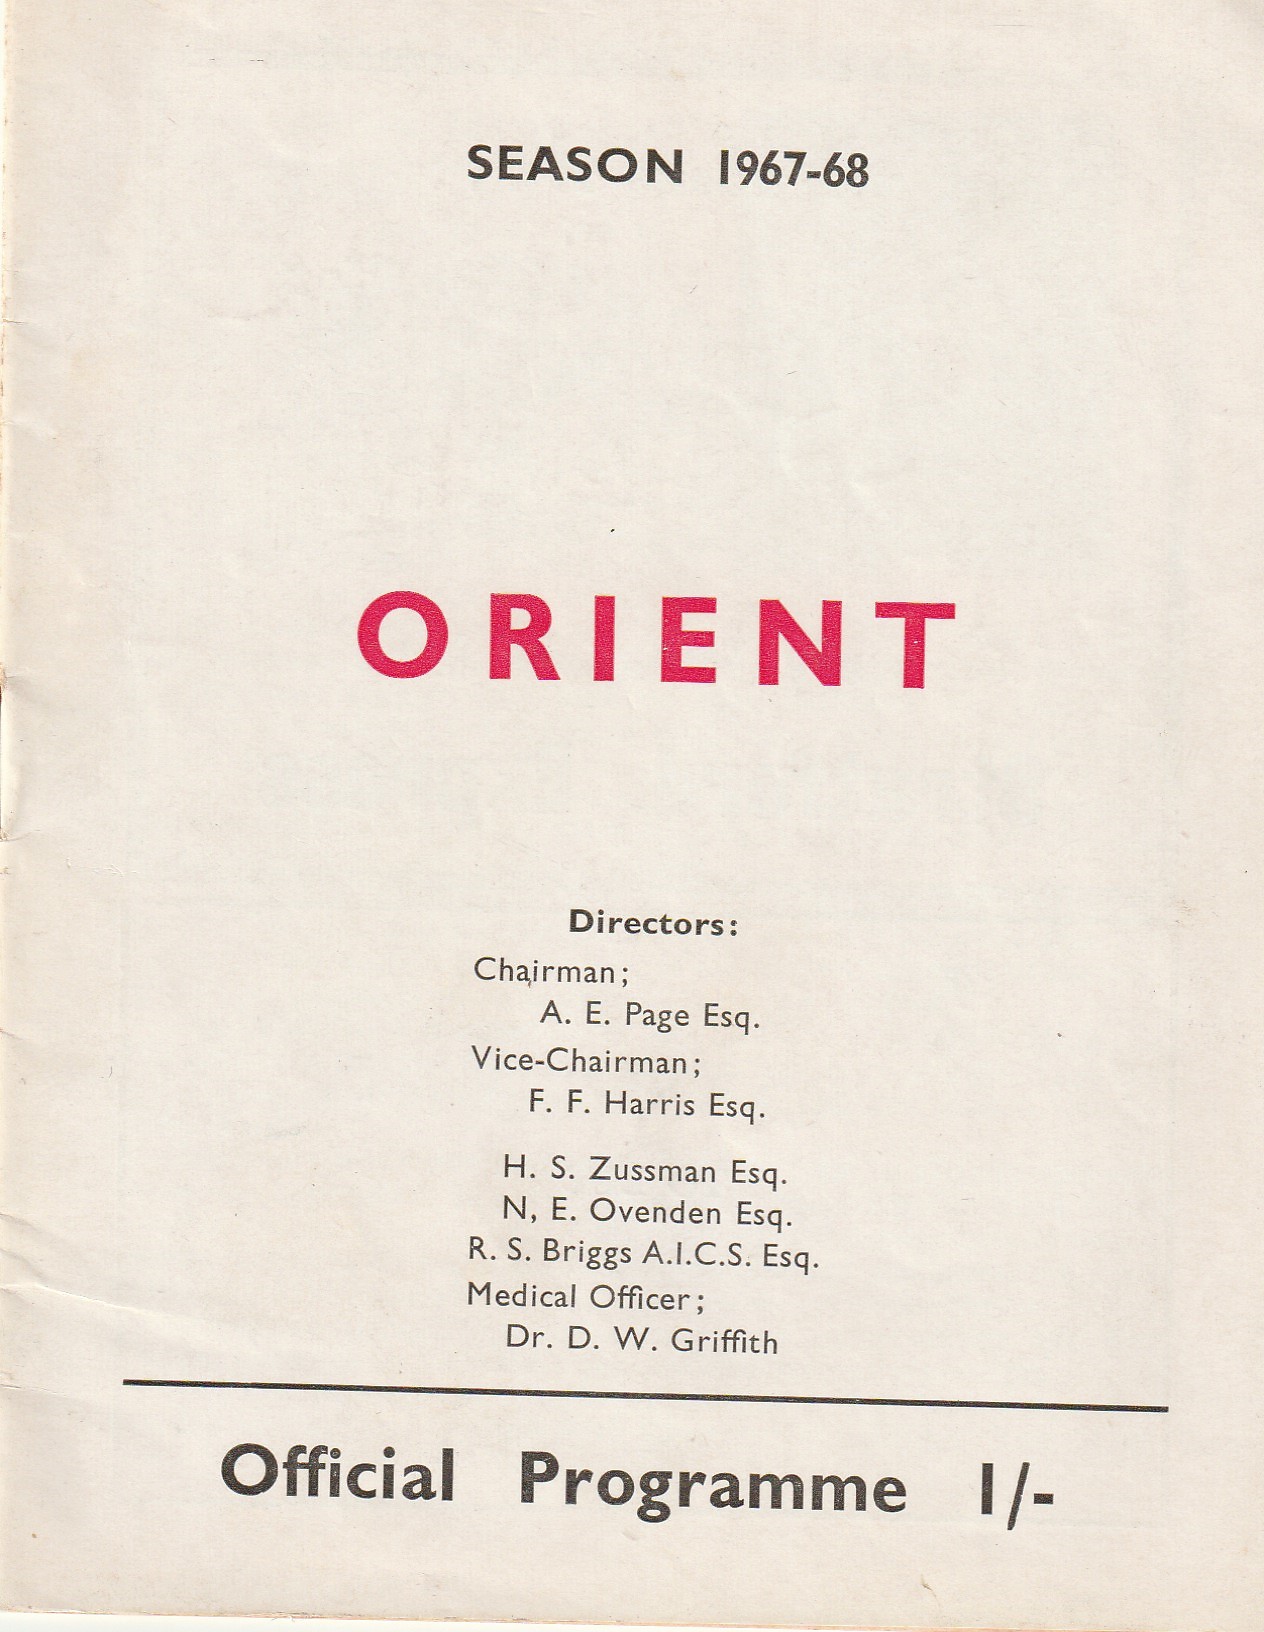 SEASON 1967-68
ORIENT
Directors:
Chairman;
A. E. Page Esq.
Vice-Chairman;
F. F. Harris Esq.
H. S. Zussman Esq.
N, E. Ovenden Esq.
R. S. Briggs A.I.C.S. Esq.
Medical Officer;
Dr. D. W. Griffith
Official Programme 1/-